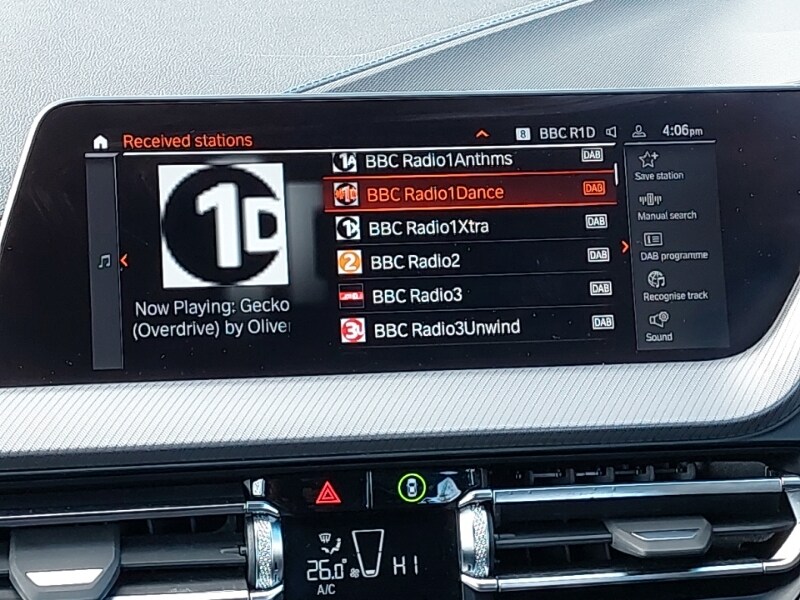 Received stations
8 BBC R1D 4:06pm
1D
Now Playing: Gecko
(Overdrive) by Oliver
BBC Radio1Anthms DAB
BBC Radio1Dance DAB
BBC Radio1Xtra DAB
BBC Radio2 DAB
BBC Radio3 DAB
BBC Radio3Unwind DAB
Save station
Manual search
DAB programme
Recognise track
Sound
26.0° HI
A/C